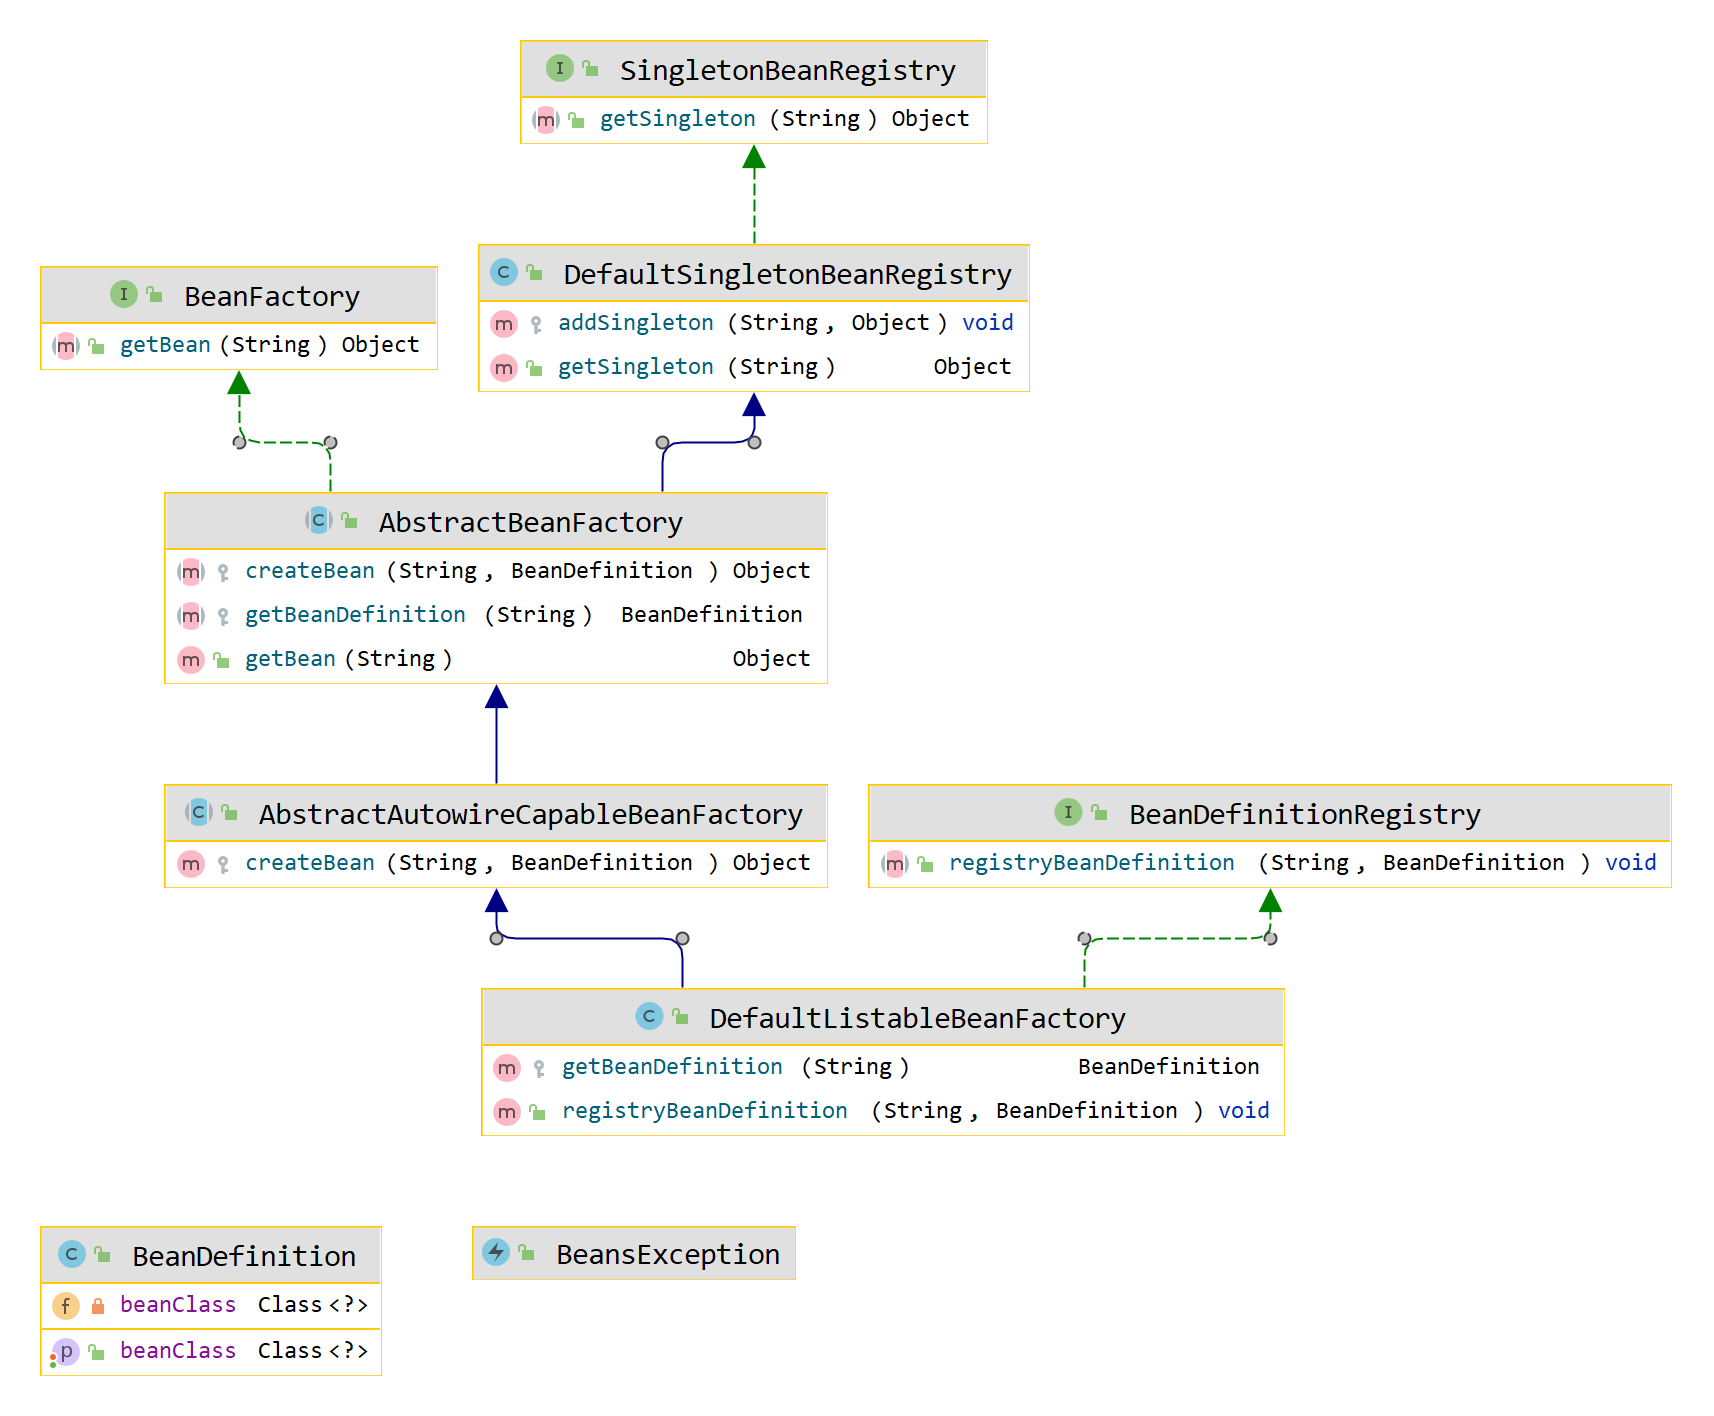 I SingletonBeanRegistry
m getSingleton (String) Object
C DefaultSingletonBeanRegistry
m addSingleton (String, Object) void
m getSingleton (String) Object
I BeanFactory
m getBean (String) Object
C AbstractBeanFactory
m createBean (String, BeanDefinition) Object
m getBeanDefinition (String) BeanDefinition
m getBean (String) Object
C AbstractAutowireCapableBeanFactory
m createBean (String, BeanDefinition) Object
I BeanDefinitionRegistry
m registryBeanDefinition (String, BeanDefinition) void
C DefaultListableBeanFactory
m getBeanDefinition (String) BeanDefinition
m registryBeanDefinition (String, BeanDefinition) void
C BeanDefinition
f beanClass Class<?>
p beanClass Class<?>
BeansException